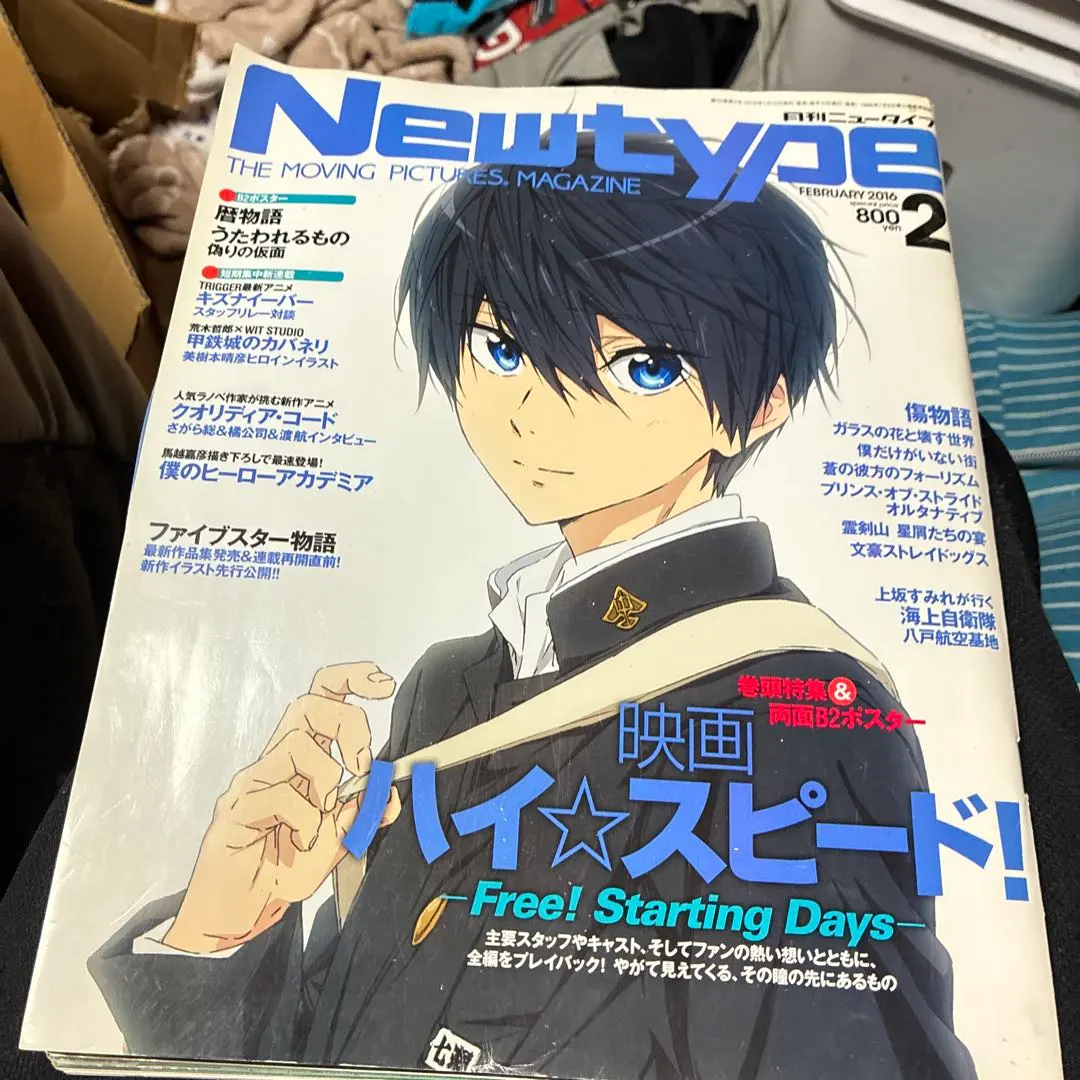 Newtype
月刊ニュータイプ
THE MOVING PICTURES. MAGAZINE
FEBRUARY 2016
special price
800
yen
2
B2ポスター
暦物語
うたわれるもの
偽りの仮面
短期集中新連載
TRIGGER最新アニメ
キズナイーバー
スタッフリレー対談
荒木哲郎×WIT STUDIO
甲鉄城のカバネリ
美樹本晴彦ヒロインイラスト
人気ラノベ作家が挑む新作アニメ
クオリディア・コード
さがら総&橘公司&渡航インタビュー
馬越嘉彦描き下ろしで最速登場!
僕のヒーローアカデミア
ファイブスター物語
最新作品集発売&連載再開直前!
新作イラスト先行公開!!
傷物語
ガラスの花と壊す世界
僕だけがいない街
蒼の彼方のフォーリズム
プリンス・オブ・ストライド
オルタナティブ
霊剣山 星屑たちの宴
文豪ストレイドッグス
上坂すみれが行く
海上自衛隊
八戸航空基地
巻頭特集&
両面B2ポスター
映画
ハイ☆スピード!
-Free! Starting Days-
主要スタッフやキャスト、そしてファンの熱い想いとともに、
全編をプレイバック! やがて見えてくる、その瞳の先にあるもの